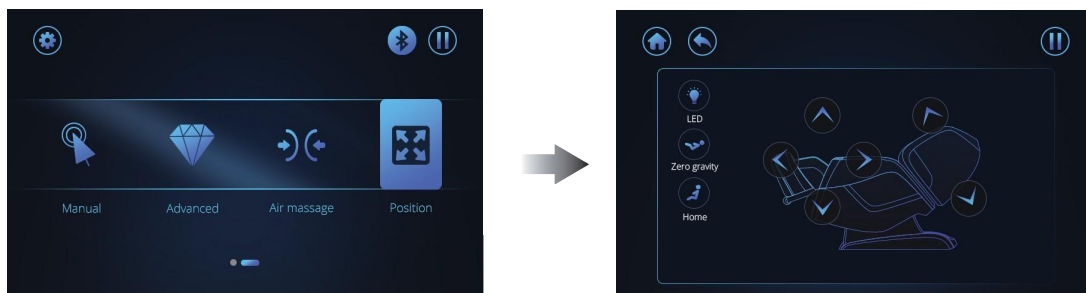 Manual
Advanced
Air massage
Position
LED
Zero gravity
Home